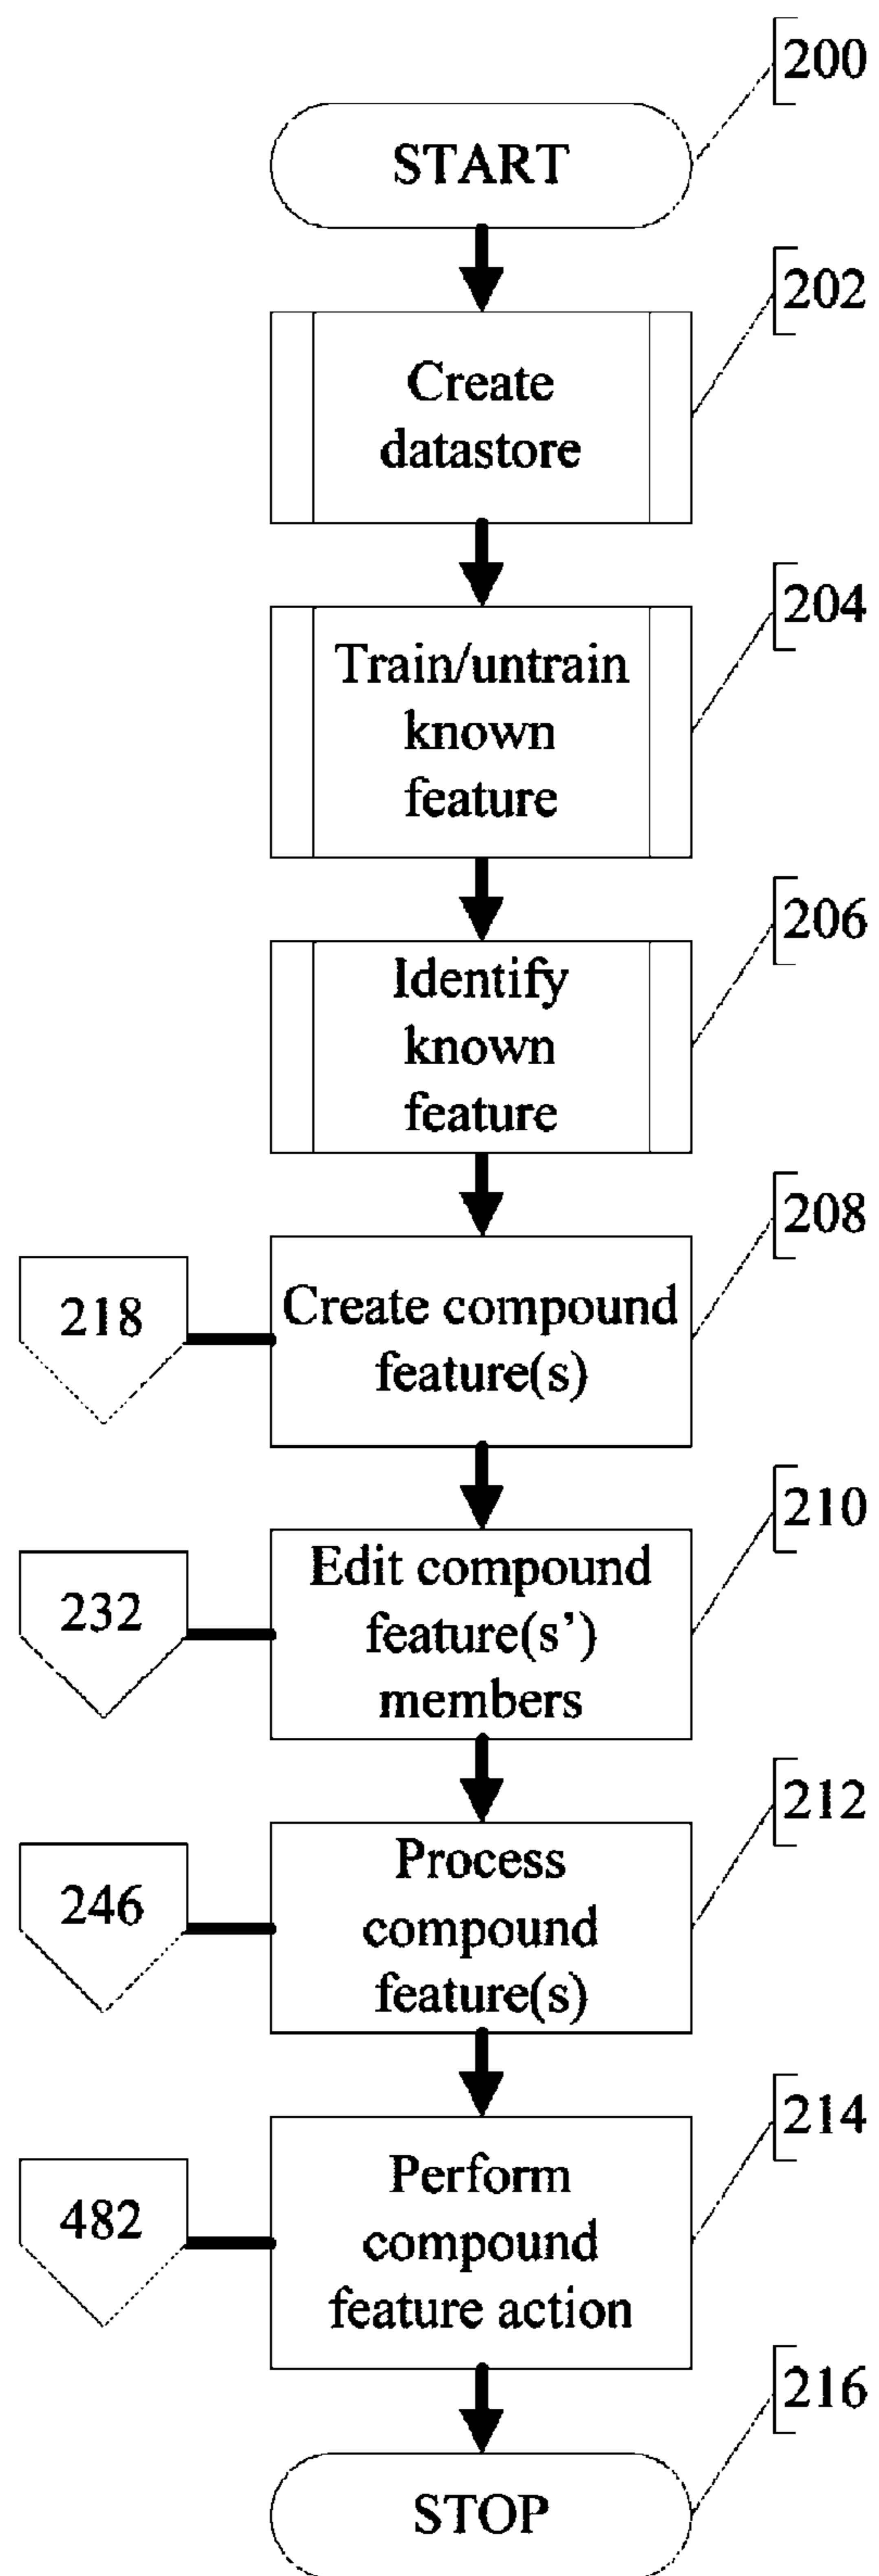 200
START
202
Create
datastore
204
Train/untrain
known
feature
206
Identify
known
feature
208
218
Create compound
feature(s)
210
232
Edit compound
feature(s’)
members
212
246
Process
compound
feature(s)
214
482
Perform
compound
feature action
216
STOP